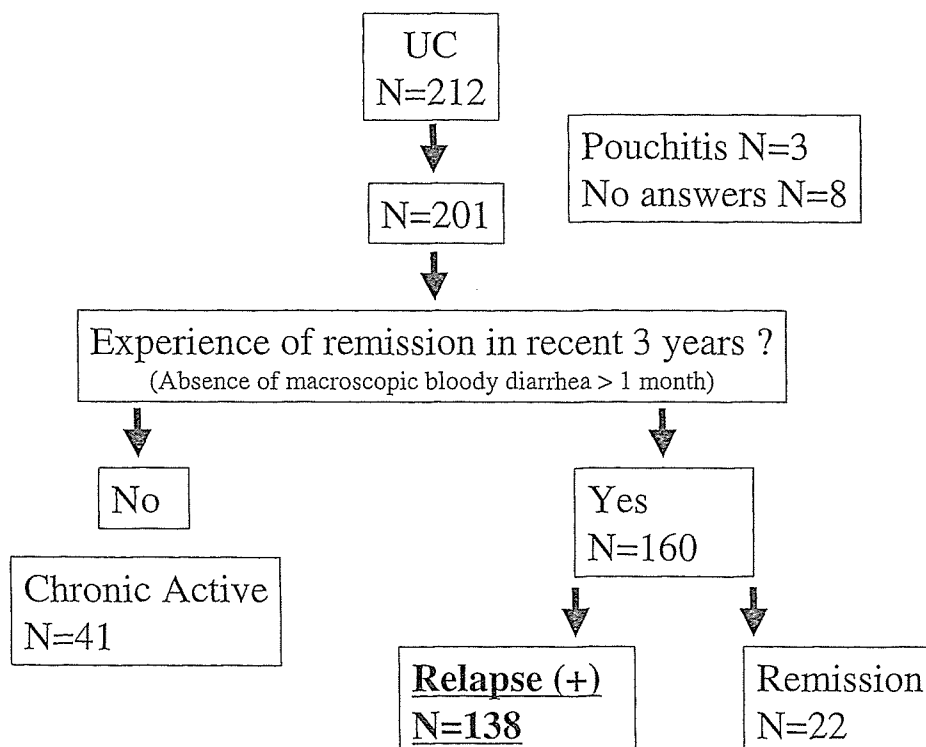 UC
N=212
Pouchitis N=3
No answers N=8
N=201
Experience of remission in recent 3 years ?
(Absence of macroscopic bloody diarrhea > 1 month)
No
Yes
N=160
Chronic Active
N=41
Relapse (+)
N=138
Remission
N=22